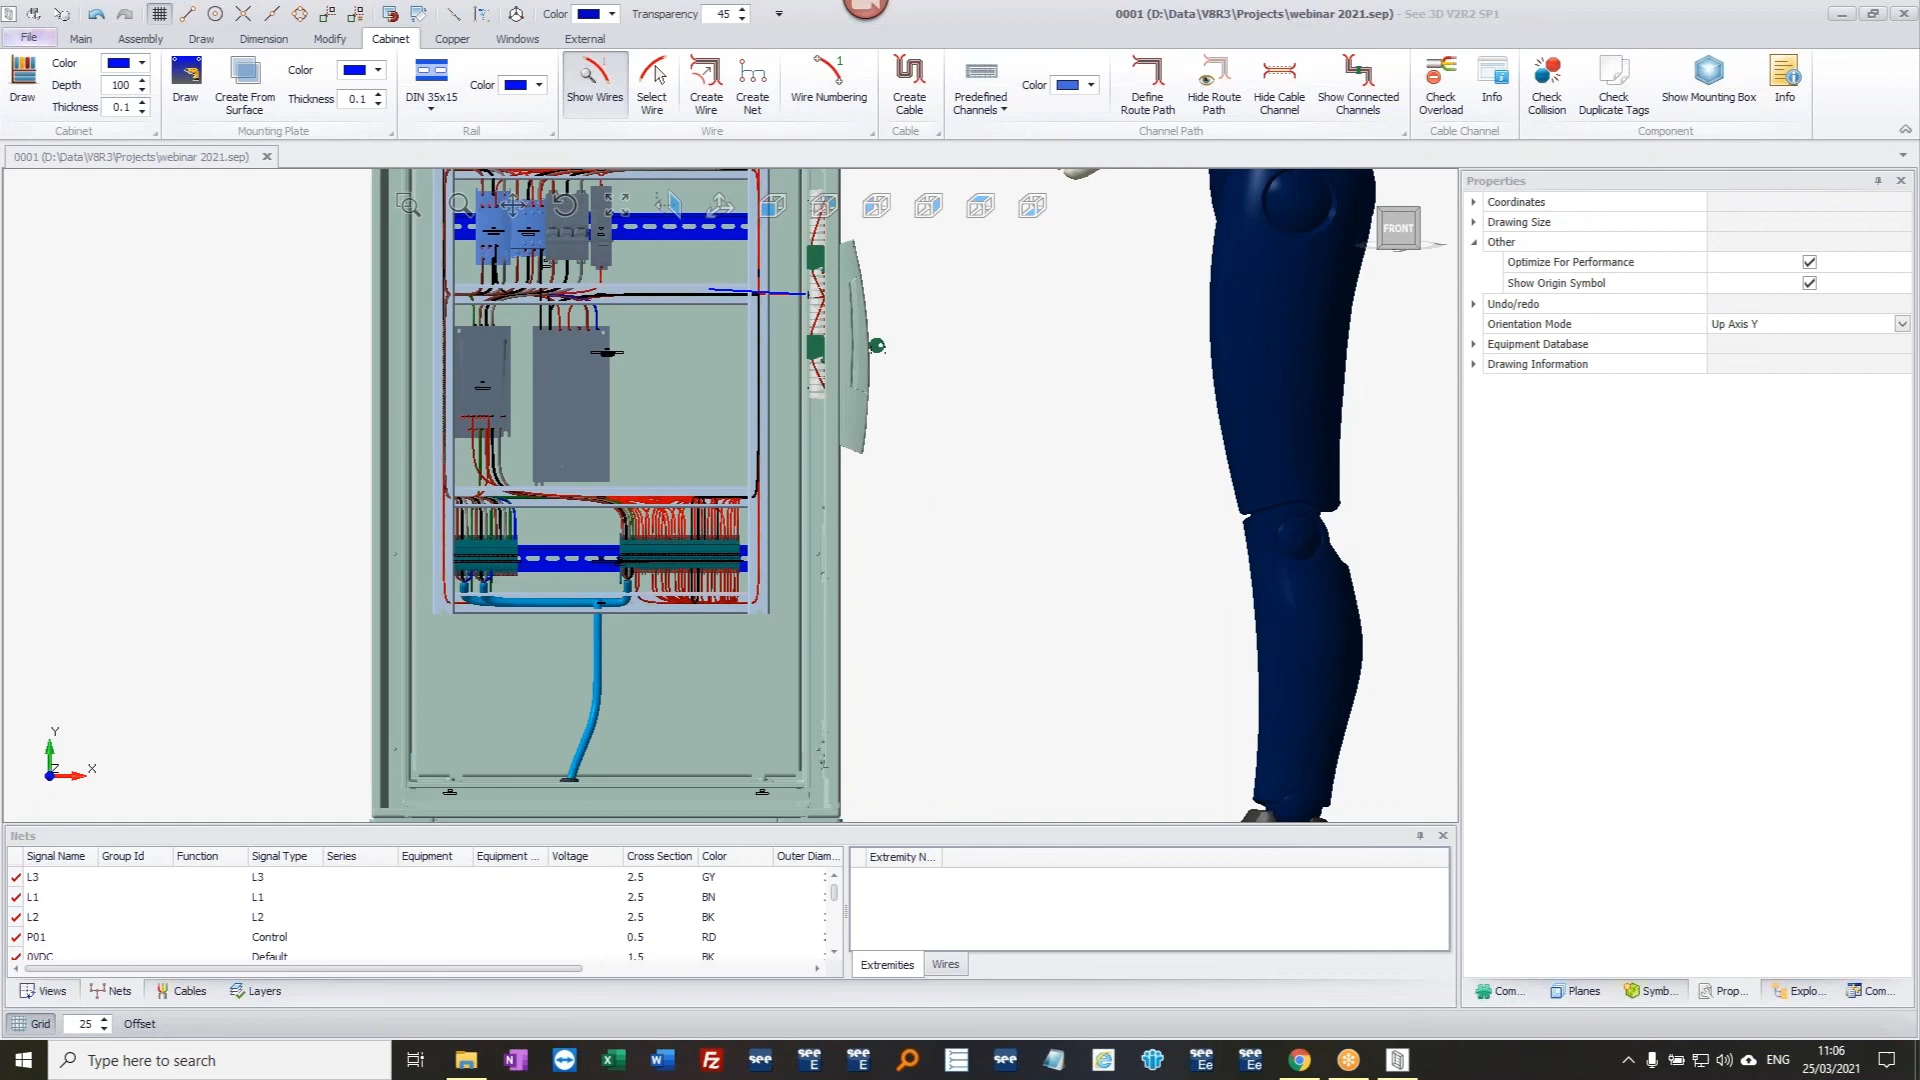 Color
Transparency 45
0001 (D:\Data\V8R3\Projects\webinar 2021.sep) - See 3D V2R2 SP1
File Main Assembly Draw Dimension Modify Cabinet Copper Windows External
Draw
Color
Depth 100
Thickness 0.1
Cabinet
Draw
Create From Surface
Color
Thickness 0.1
Mounting Plate
DIN 35x15
Color
Rail
Show Wires
Select Wire
Create Wire
Create Net
Wire Numbering
Wire
Create Cable
Cable
Predefined Channels
Color
Define Route Path
Hide Route Path
Hide Cable Channel
Show Connected Channels
Channel Path
Check Overload
Info
Cable Channel
Check Collision
Check Duplicate Tags
Show Mounting Box
Info
Component
0001 (D:\Data\V8R3\Projects\webinar 2021.sep)
FRONT
Y
Z
X
Properties
Coordinates
Drawing Size
Other
Optimize For Performance
Show Origin Symbol
Undo/redo
Orientation Mode Up Axis Y
Equipment Database
Drawing Information
Nets
Signal Name Group Id Function Signal Type Series Equipment Equipment ... Voltage Cross Section Color Outer Diam...
L3 L3 2.5 GY
L1 L1 2.5 BN
L2 L2 2.5 BK
P01 Control 0.5 RD
0VDC Default 1.5 BK
Extremity N...
Extremities Wires
Views Nets Cables Layers
Com... Planes Symb... Prop... Explo... Com...
Grid 25 Offset
Type here to search
ENG
11:06
25/03/2021